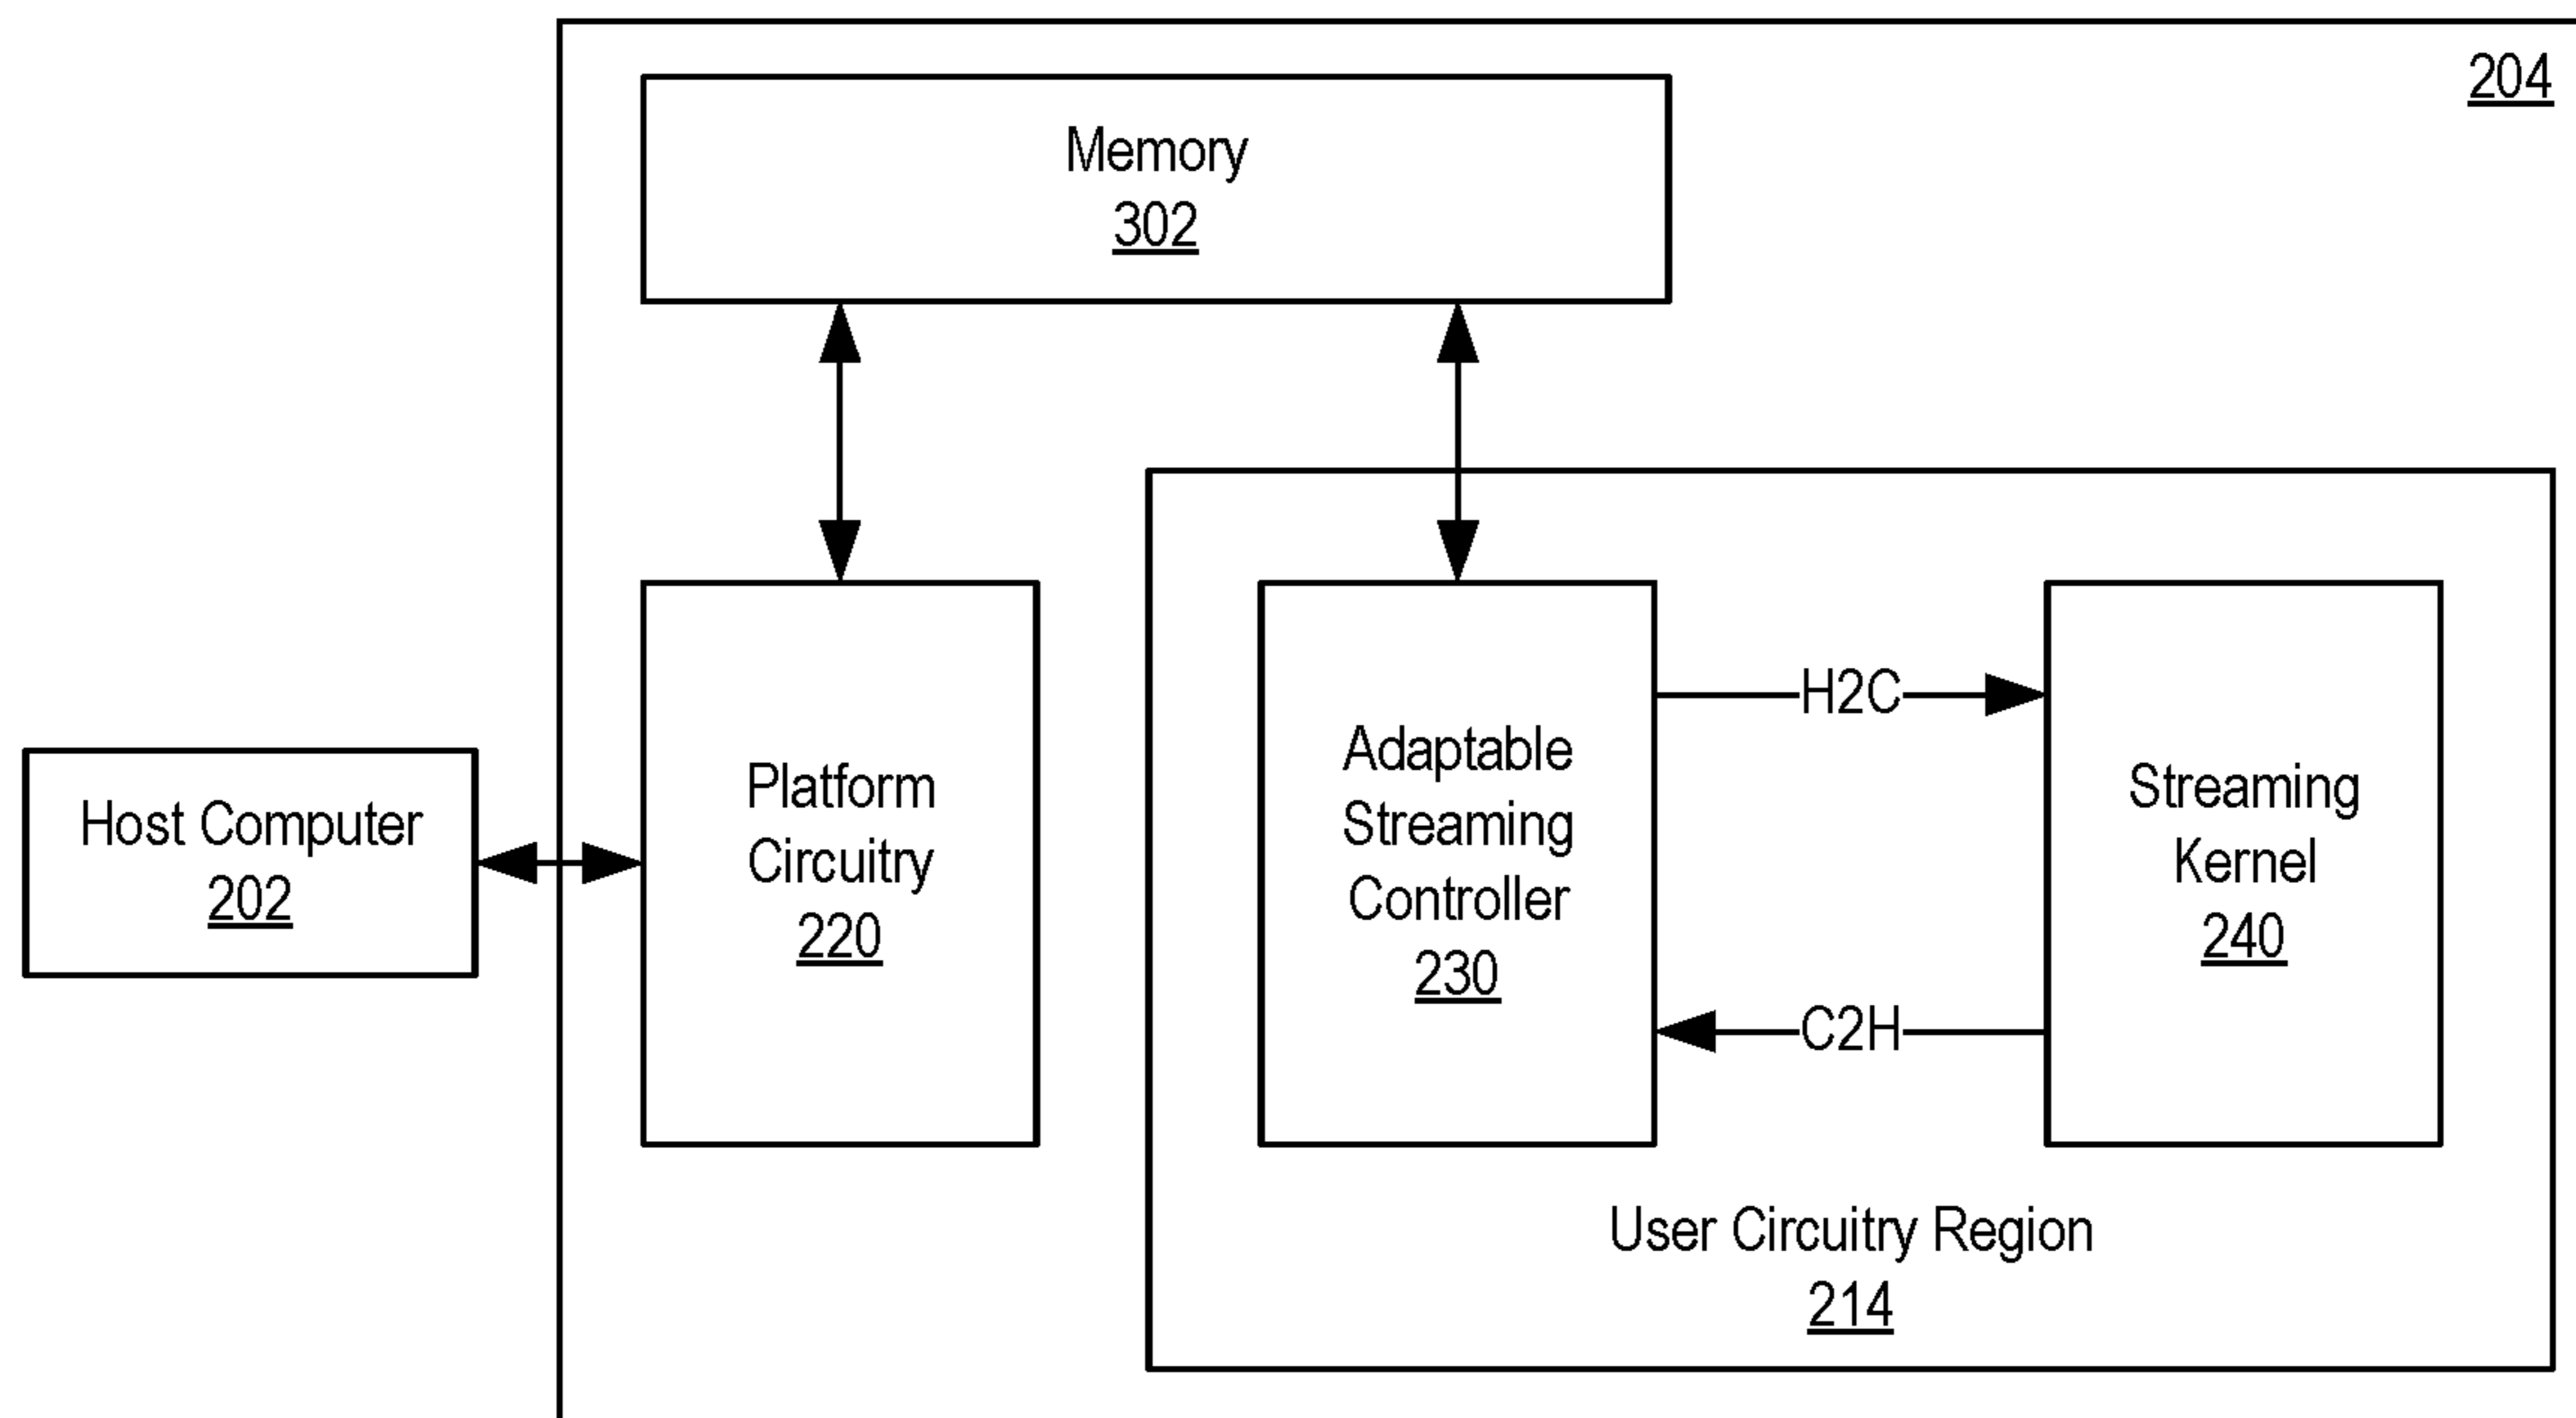 204
Memory
302
Host Computer
202
Platform
Circuitry
220
Adaptable
Streaming
Controller
230
H2C
C2H
Streaming
Kernel
240
User Circuitry Region
214